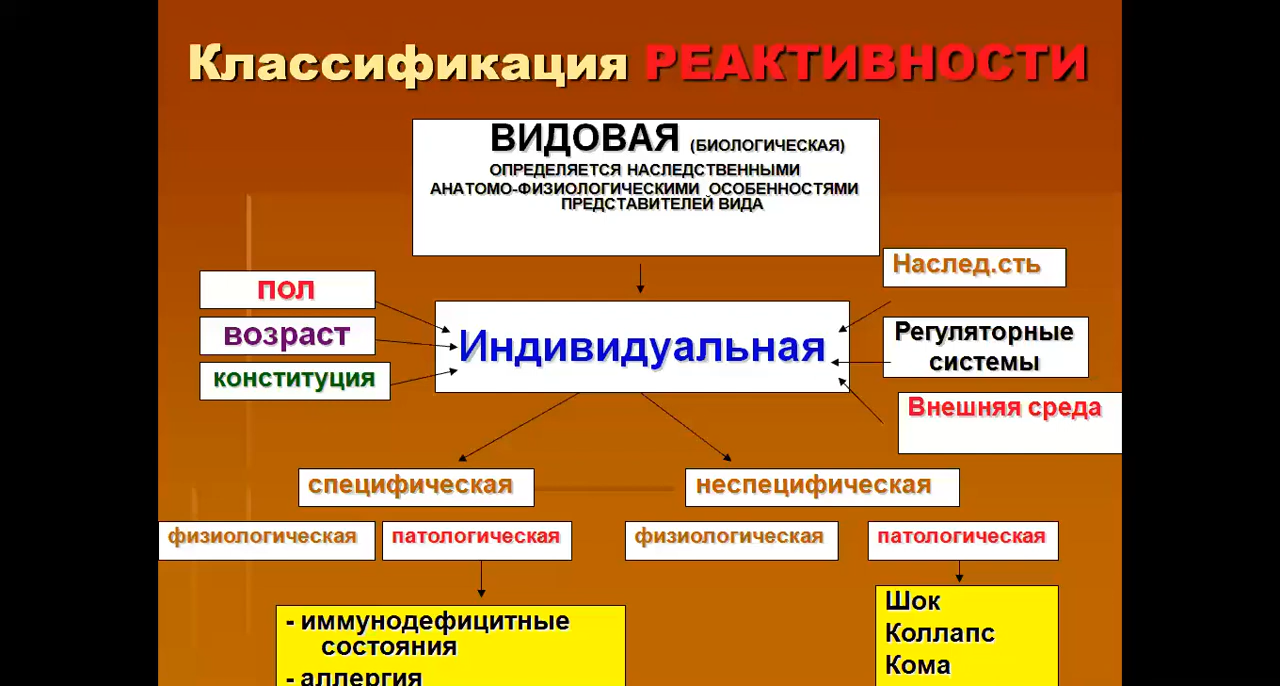 Классификация РЕАКТИВНОСТИ
ВИДОВАЯ (БИОЛОГИЧЕСКАЯ)
ОПРЕДЕЛЯЕТСЯ НАСЛЕДСТВЕННЫМИ
АНАТОМО-ФИЗИОЛОГИЧЕСКИМИ ОСОБЕННОСТЯМИ
ПРЕДСТАВИТЕЛЕЙ ВИДА
Наслед.сть
пол
возраст
конституция
Индивидуальная
Регуляторные
системы
Внешняя среда
специфическая
неспецифическая
физиологическая
патологическая
физиологическая
патологическая
- иммунодефицитные
состояния
- аллергия
Шок
Коллапс
Кома